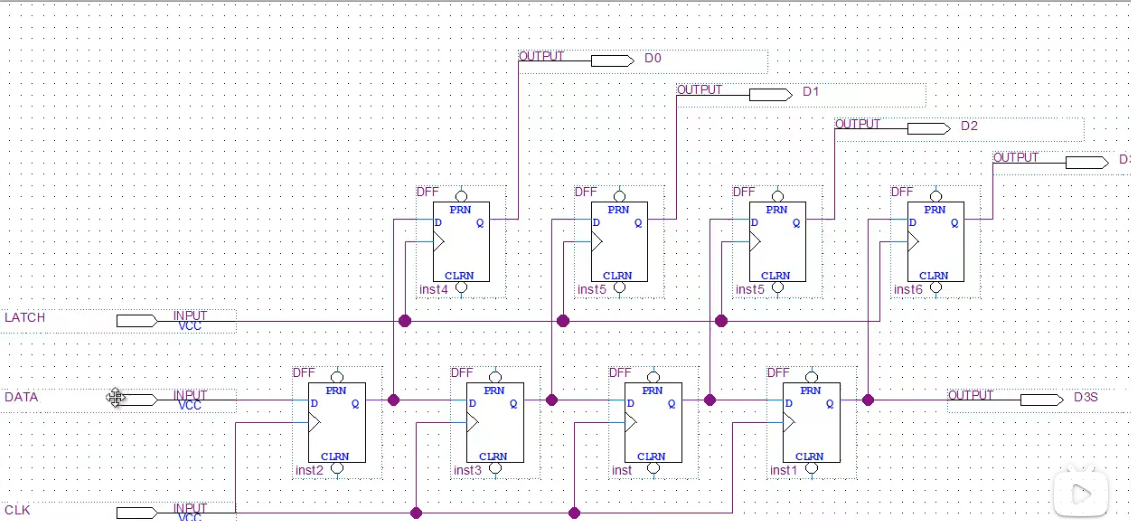 OUTPUT D0
OUTPUT D1
OUTPUT D2
OUTPUT
DFF DFF DFF DFF
PRN PRN PRN PRN
D Q D Q D Q D Q
CLRN CLRN CLRN CLRN
inst4 inst5 inst5 inst6
LATCH INPUT
VCC
DFF DFF DFF DFF
PRN PRN PRN PRN
DATA INPUT
VCC
D Q D Q D Q D Q
OUTPUT D3S
CLRN CLRN CLRN CLRN
inst2 inst3 inst inst1
CLK INPUT
VCC